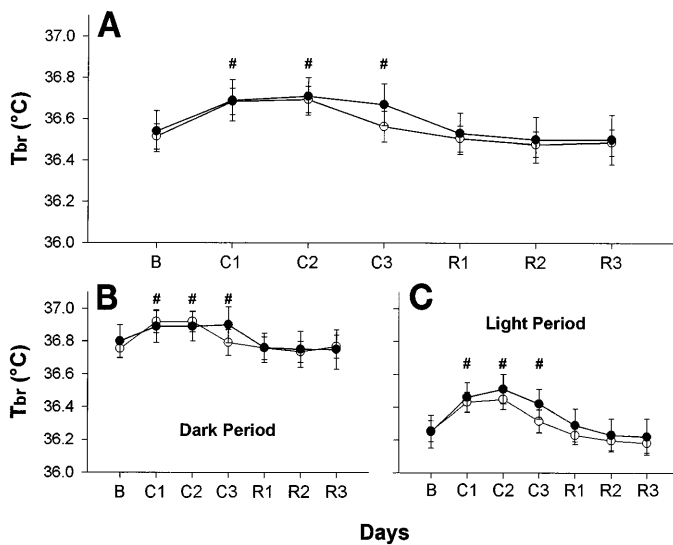 A
37.0
# # #
36.8
36.6
36.4
36.2
36.0
Tbr (°C)
B C1 C2 C3 R1 R2 R3
B
37.0
# # #
36.8
36.6
36.4
36.2
36.0
Tbr (°C)
Dark Period
B C1 C2 C3 R1 R2 R3
C
Light Period
# # #
B C1 C2 C3 R1 R2 R3
Days